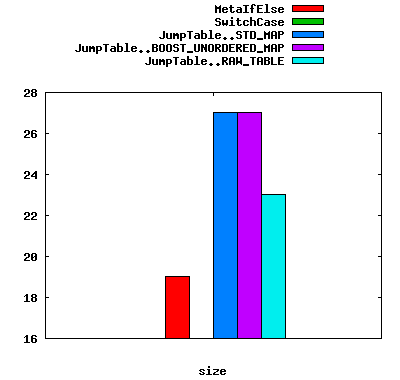 MetaIfElse
SwitchCase
JumpTable..STD_MAP
JumpTable..BOOST_UNORDERED_MAP
JumpTable..RAW_TABLE
28
26
24
22
20
18
16
size